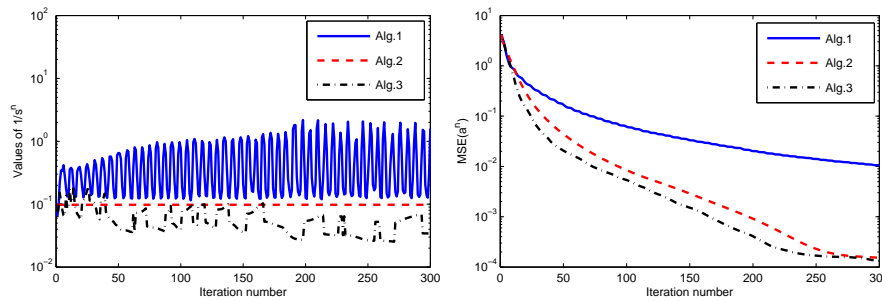 10^2
10^1
10^0
10^-1
10^-2
Values of 1/s^n
0
50
100
150
200
250
300
Iteration number
Alg.1
Alg.2
Alg.3
10^1
10^0
10^-1
10^-2
10^-3
10^-4
MSE(a^n)
0
50
100
150
200
250
300
Iteration number
Alg.1
Alg.2
Alg.3